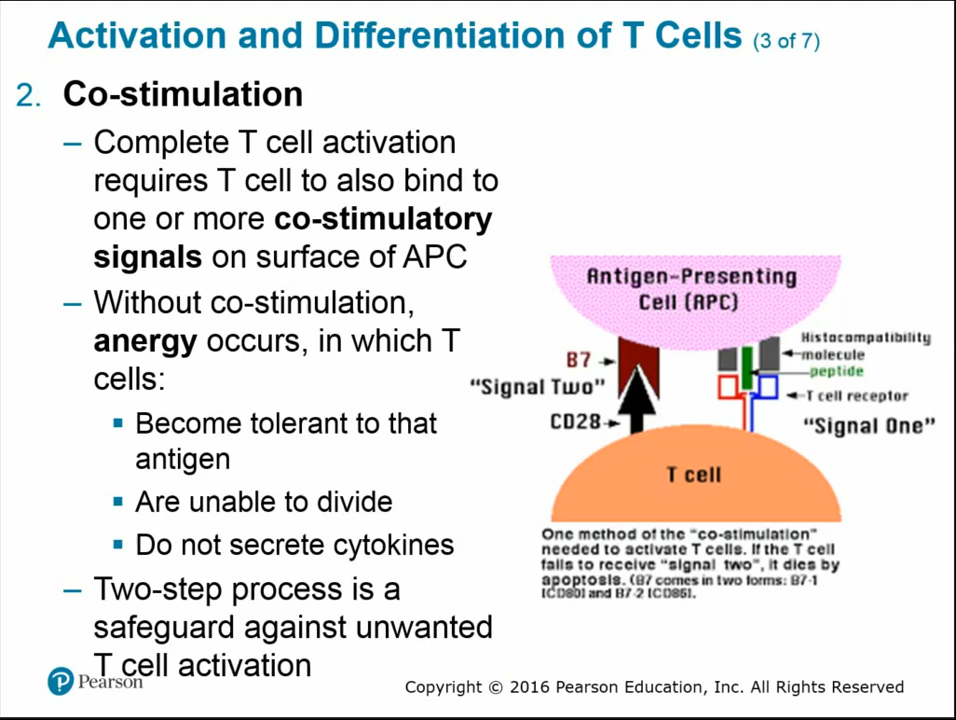 Activation and Differentiation of T Cells (3 of 7)
2. Co-stimulation
– Complete T cell activation
requires T cell to also bind to
one or more co-stimulatory
signals on surface of APC
– Without co-stimulation,
anergy occurs, in which T
cells:
▪ Become tolerant to that
antigen
▪ Are unable to divide
▪ Do not secrete cytokines
– Two-step process is a
safeguard against unwanted
T cell activation
Antigen-Presenting
Cell (APC)
B7
"Signal Two"
CD28
Histocompatibility
molecule
peptide
T cell receptor
"Signal One"
T cell
One method of the "co-stimulation"
needed to activate T cells. If the T cell
fails to receive "signal two", it dies by
apoptosis. (B7 comes in two forms: B7-1
[CD80] and B7-2 [CD86].
Pearson
Copyright © 2016 Pearson Education, Inc. All Rights Reserved